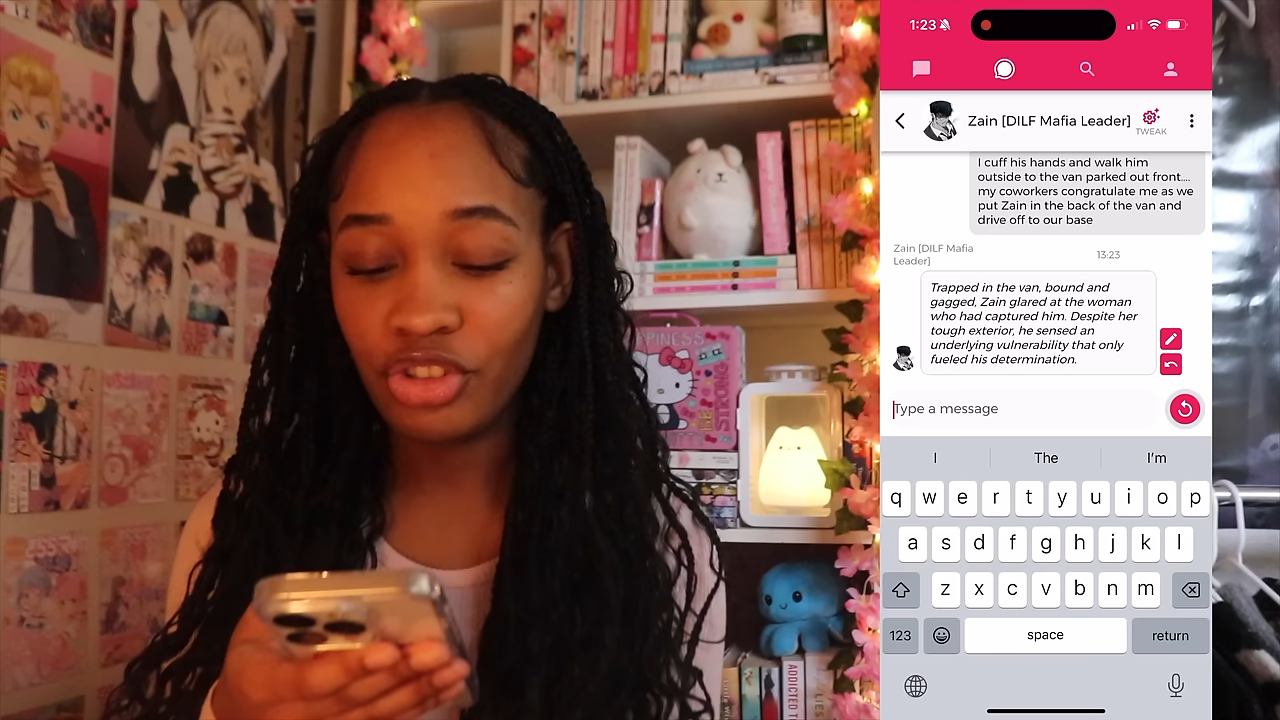 1:23
Zain [DILF Mafia Leader]
TWEAK
I cuff his hands and walk him
outside to the van parked out front....
my coworkers congratulate me as we
put Zain in the back of the van and
drive off to our base
Zain [DILF Mafia
Leader]
13:23
Trapped in the van, bound and
gagged, Zain glared at the woman
who had captured him. Despite her
tough exterior, he sensed an
underlying vulnerability that only
fueled his determination.
Type a message
I The I'm
q w e r t y u i o p
a s d f g h j k l
z x c v b n m
123 space return
STRONG
ADDICTED T